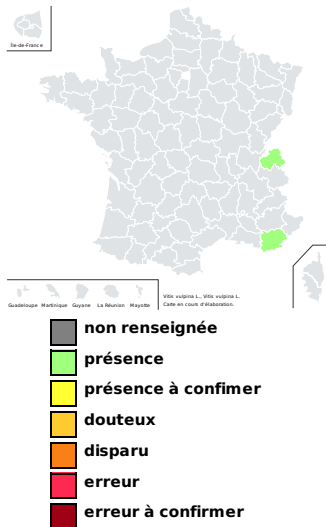 Île-de-France
Guadeloupe Martinique Guyane La Réunion Mayotte
Vitis vulpina L., Vitis vulpina L.
Carte en cours d'élaboration.
non renseignée
présence
présence à confimer
douteux
disparu
erreur
erreur à confirmer